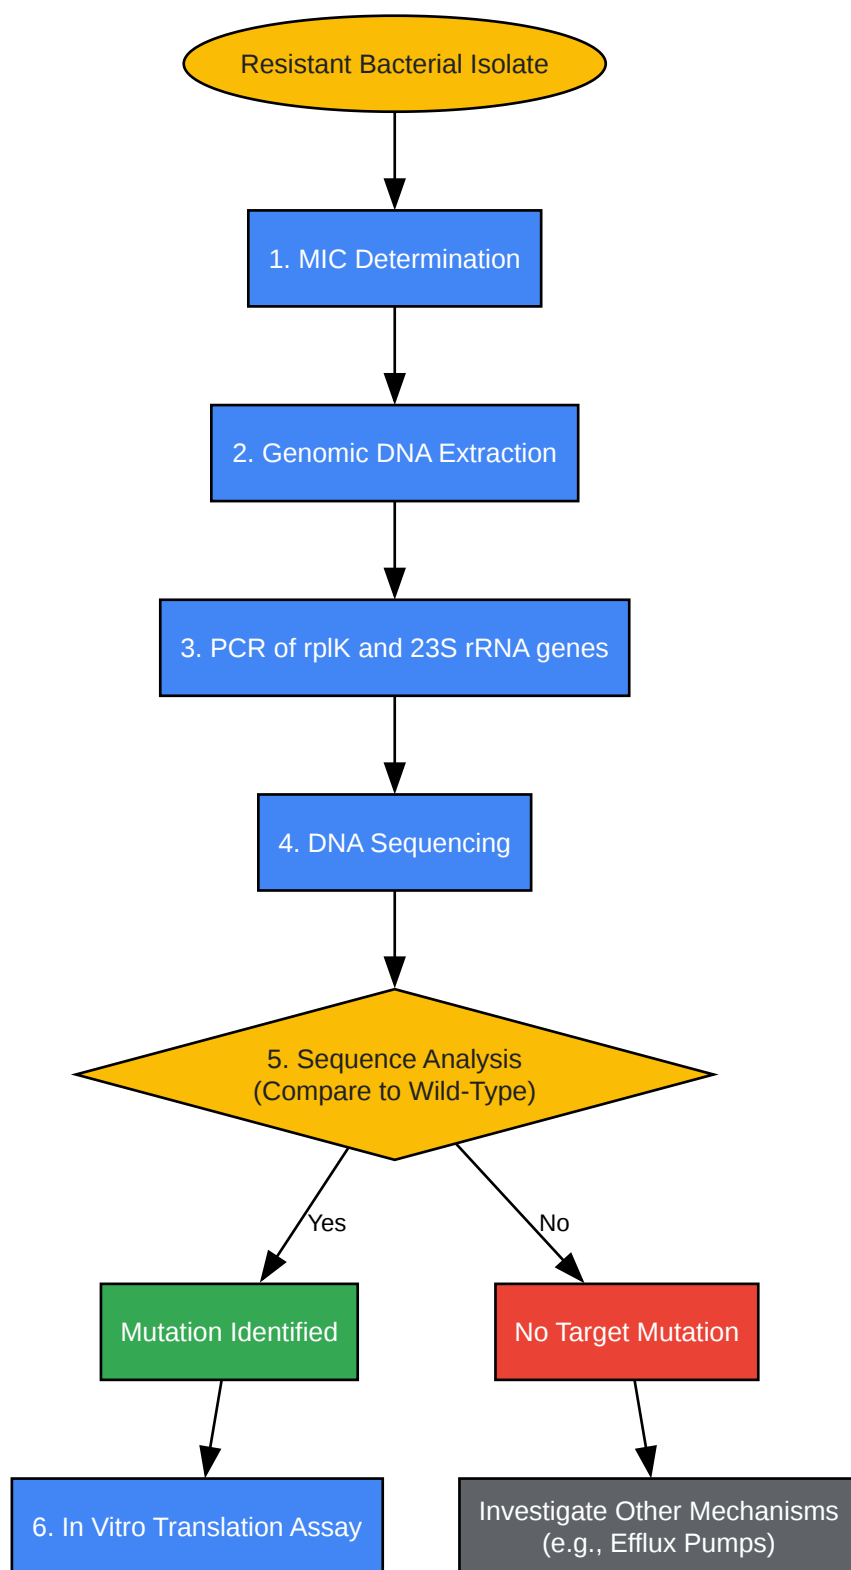 Resistant Bacterial Isolate
1. MIC Determination
2. Genomic DNA Extraction
3. PCR of rplK and 23S rRNA genes
4. DNA Sequencing
5. Sequence Analysis
(Compare to Wild-Type)
Yes
No
Mutation Identified
No Target Mutation
6. In Vitro Translation Assay
Investigate Other Mechanisms
(e.g., Efflux Pumps)